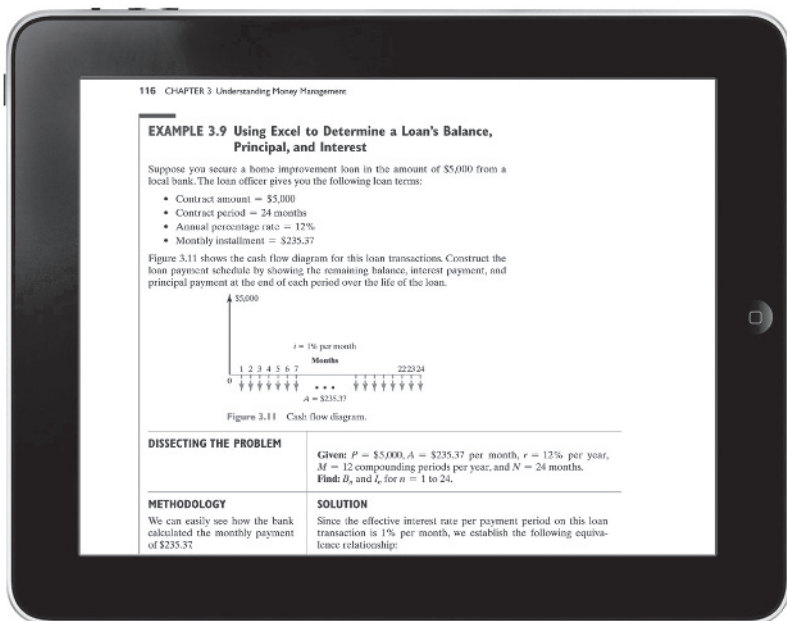 116 CHAPTER 3 Understanding Money Management
EXAMPLE 3.9 Using Excel to Determine a Loan's Balance,
Principal, and Interest
Suppose you secure a home improvement loan in the amount of $5,000 from a
local bank. The loan officer gives you the following loan terms:
• Contract amount = $5,000
• Contract period = 24 months
• Annual percentage rate = 12%
• Monthly installment = $235.37
Figure 3.11 shows the cash flow diagram for this loan transactions. Construct the
loan payment schedule by showing the remaining balance, interest payment, and
principal payment at the end of each period over the life of the loan.
$5,000
i = 1% per month
Months
1 2 3 4 5 6 7 22 23 24
0
A = $235.37
Figure 3.11 Cash flow diagram.
DISSECTING THE PROBLEM
Given: P = $5,000, A = $235.37 per month, r = 12% per year,
M = 12 compounding periods per year, and N = 24 months.
Find: Bₙ and Iₙ for n = 1 to 24.
METHODOLOGY
We can easily see how the bank
calculated the monthly payment
of $235.37.
SOLUTION
Since the effective interest rate per payment period on this loan
transaction is 1% per month, we establish the following equiva-
lence relationship: